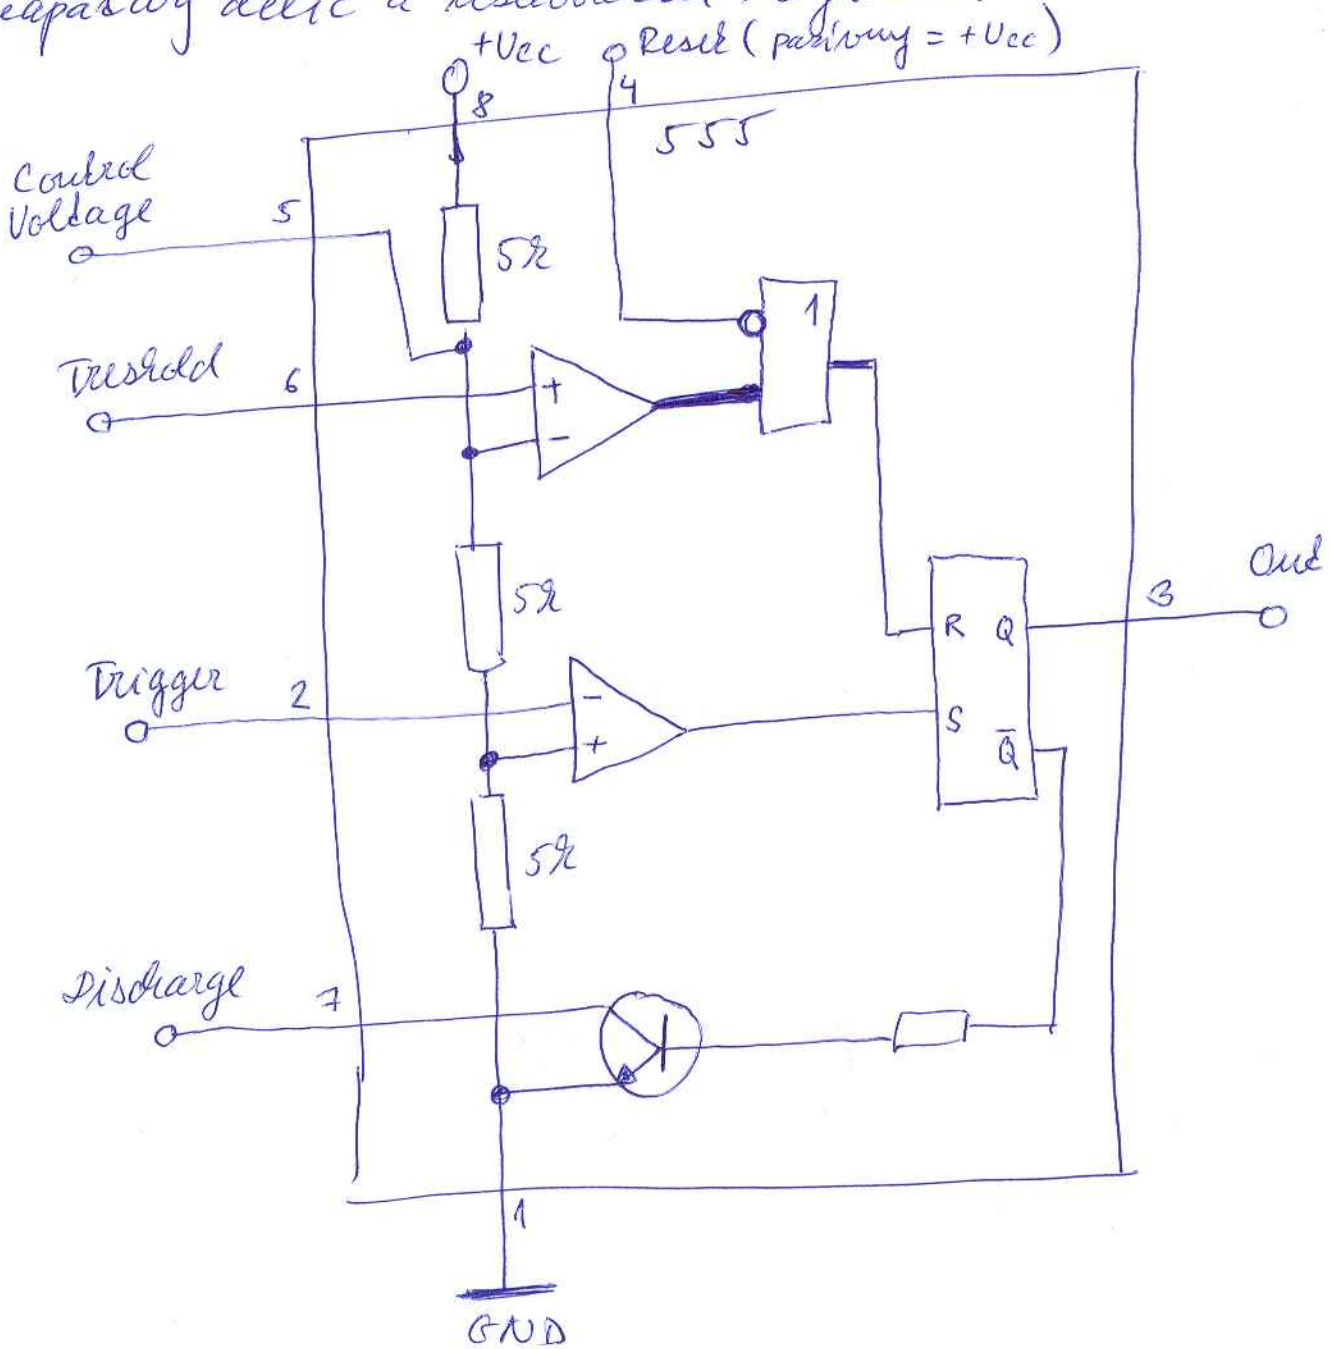 +Ucc
Reset ( pasivny = +Ucc)
8
4
555
Control
Voltage
5
5k
1
Treshold
6
+
-
5k
Out
3
R Q
Trigger
2
-
S
+
Q̅
5k
Discharge
7
1
GND